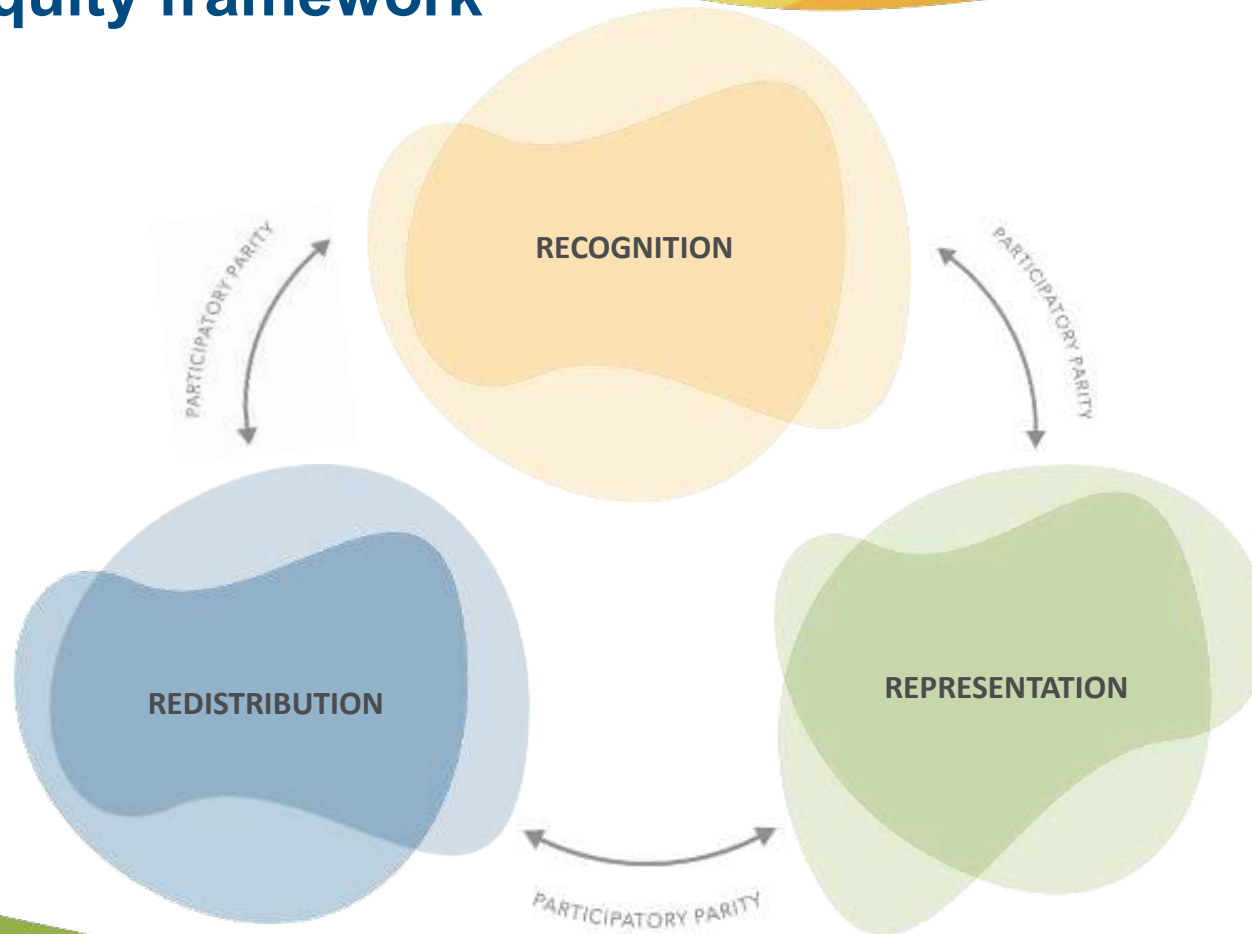 quity framework
RECOGNITION
PARTICIPATORY PARITY
PARTICIPATORY PARITY
REDISTRIBUTION
REPRESENTATION
PARTICIPATORY PARITY